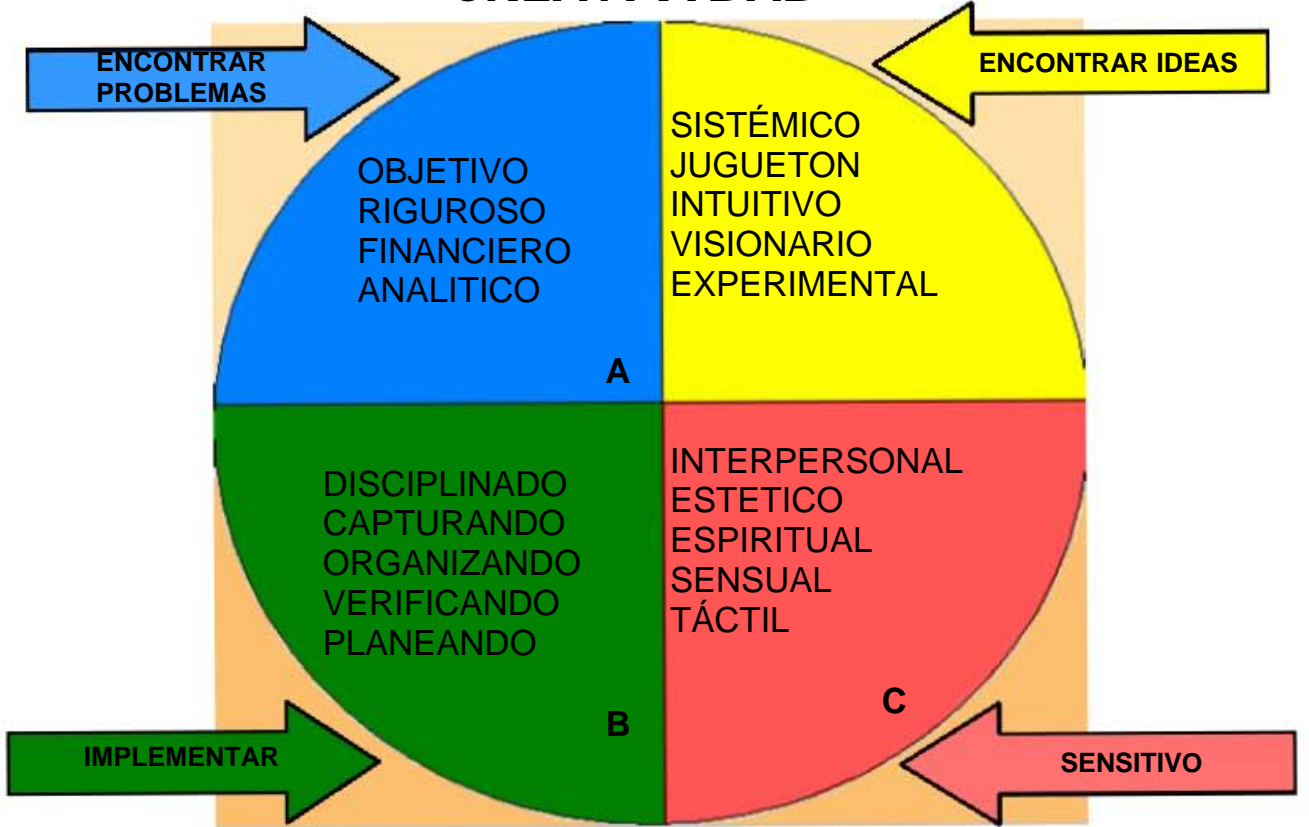 ENCONTRAR
PROBLEMAS
ENCONTRAR IDEAS
OBJETIVO
RIGUROSO
FINANCIERO
ANALITICO
A
SISTÉMICO
JUGUETON
INTUITIVO
VISIONARIO
EXPERIMENTAL
DISCIPLINADO
CAPTURANDO
ORGANIZANDO
VERIFICANDO
PLANEANDO
B
INTERPERSONAL
ESTETICO
ESPIRITUAL
SENSUAL
TÁCTIL
C
IMPLEMENTAR
SENSITIVO